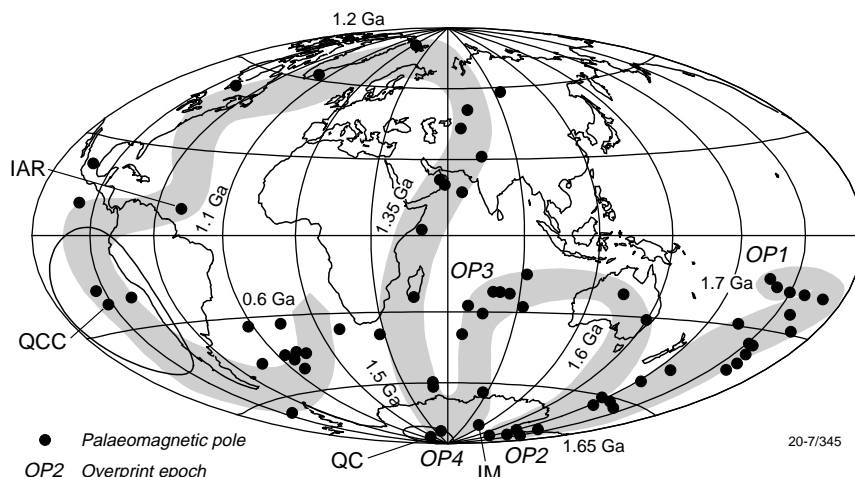 1.2 Ga
IAR
1.1 Ga
1.35 Ga
OP1
OP3
1.7 Ga
0.6 Ga
QCC
1.6 Ga
1.5 Ga
Palaeomagnetic pole
1.65 Ga
20-7/345
QC
OP4
IM
OP2
OP2 Overprint epoch